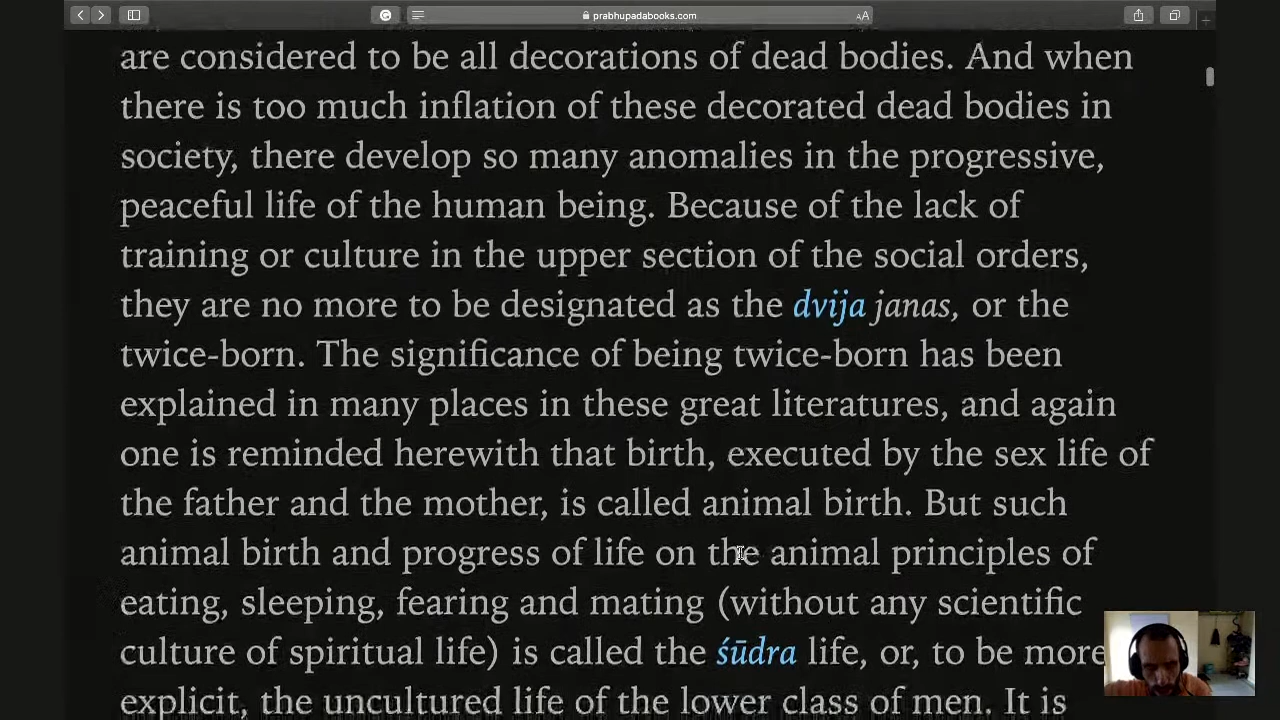 prabhupadabooks.com
are considered to be all decorations of dead bodies. And when
there is too much inflation of these decorated dead bodies in
society, there develop so many anomalies in the progressive,
peaceful life of the human being. Because of the lack of
training or culture in the upper section of the social orders,
they are no more to be designated as the dvija janas, or the
twice-born. The significance of being twice-born has been
explained in many places in these great literatures, and again
one is reminded herewith that birth, executed by the sex life of
the father and the mother, is called animal birth. But such
animal birth and progress of life on the animal principles of
eating, sleeping, fearing and mating (without any scientific
culture of spiritual life) is called the śūdra life, or, to be more
explicit, the uncultured life of the lower class of men. It is